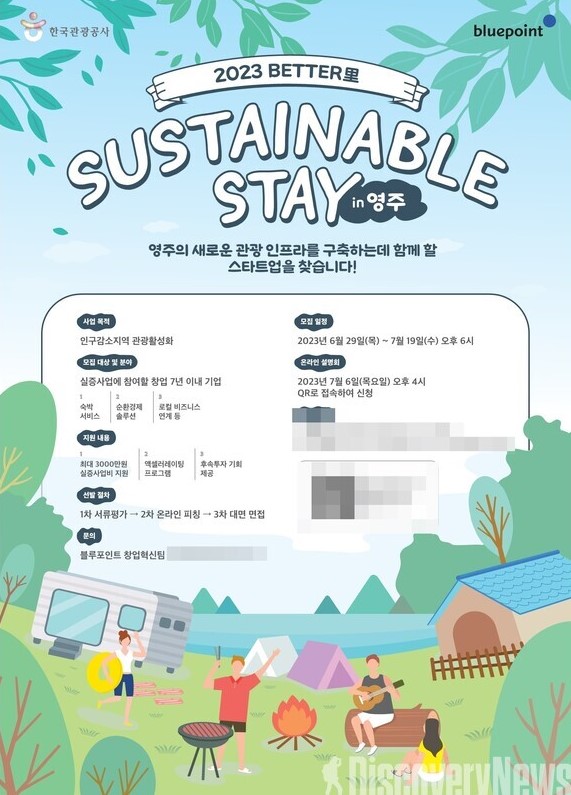 한국관광공사
bluepoint
2023 BETTER里
SUSTAINABLE
STAY in 영주
영주의 새로운 관광 인프라를 구축하는데 함께 할
스타트업을 찾습니다!
사업 목적
인구감소지역 관광활성화
모집 대상 및 분야
실증사업에 참여할 창업 7년 이내 기업
1 2 3
숙박 순환경제 로컬 비즈니스
서비스 솔루션 연계 등
지원 내용
1 2 3
최대 3000만원 액셀러레이팅 후속투자 기회
실증사업비 지원 프로그램 제공
선발 절차
1차 서류평가 → 2차 온라인 피칭 → 3차 대면 면접
문의
블루포인트 창업혁신팀
모집 일정
2023년 6월 29일(목) ~ 7월 19일(수) 오후 6시
온라인 설명회
2023년 7월 6일(목요일) 오후 4시
QR로 접속하여 신청
DiscoveryNews